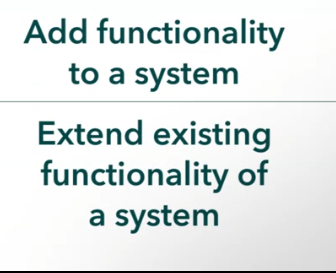 Add functionality
to a system
Extend existing
functionality of
a system